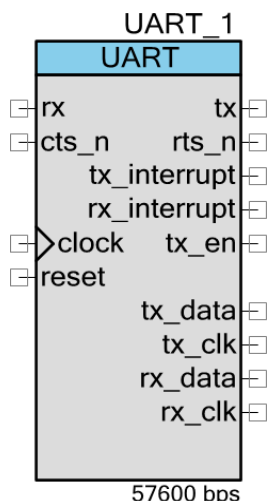 UART_1
UART
rx tx
cts_n rts_n
tx_interrupt
rx_interrupt
clock tx_en
reset
tx_data
tx_clk
rx_data
rx_clk
57600 bps